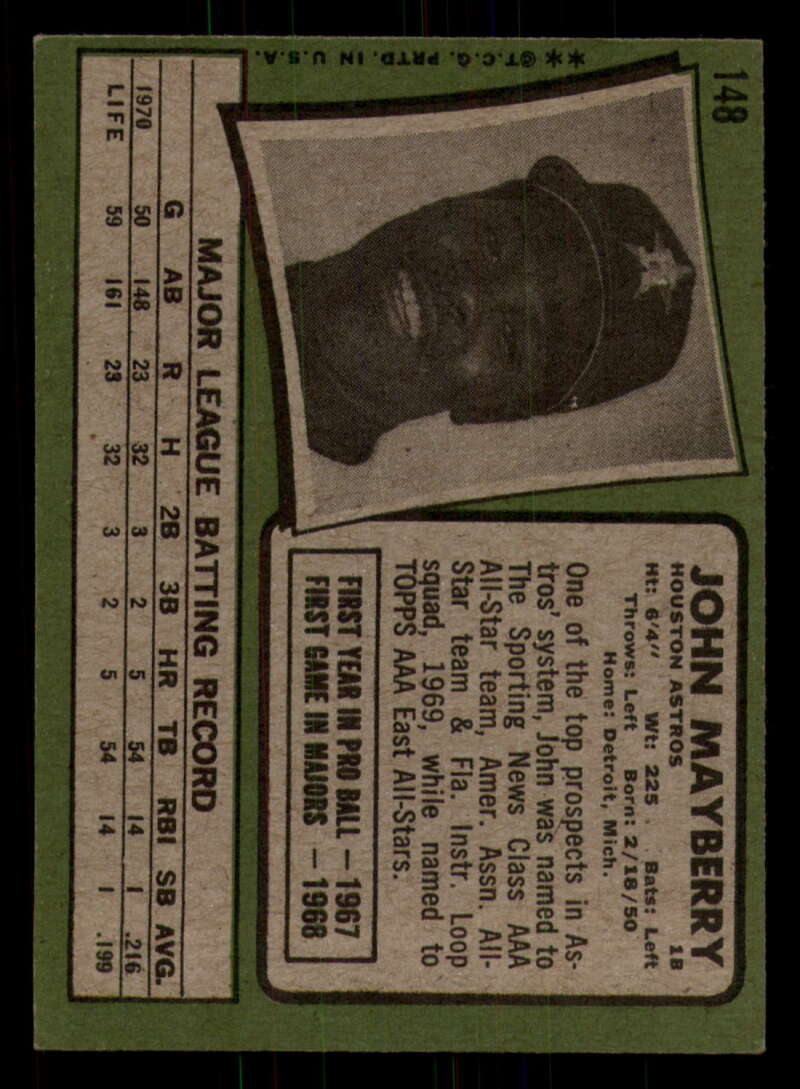 148
JOHN MAYBERRY
HOUSTON ASTROS 1B
Ht: 6'4" Wt: 225 Bats: Left
Throws: Left Born: 2/18/50
Home: Detroit, Mich.
One of the top prospects in As-
tros' system, John was named to
The Sporting News Class AAA
All-Star team, Amer. Assn. All-
Star team & Fla. Instr. Loop
squad, 1969, while named to
TOPPS AAA East All-Stars.
FIRST YEAR IN PRO BALL — 1967
FIRST GAME IN MAJORS — 1968
MAJOR LEAGUE BATTING RECORD
G AB R H 2B 3B HR TB RBI SB AVG.
1970 50 148 23 32 3 2 5 54 14 1 .216
LIFE 59 161 23 32 3 2 5 54 14 1 .199
** ©T.C.G. PRTD. IN U.S.A.